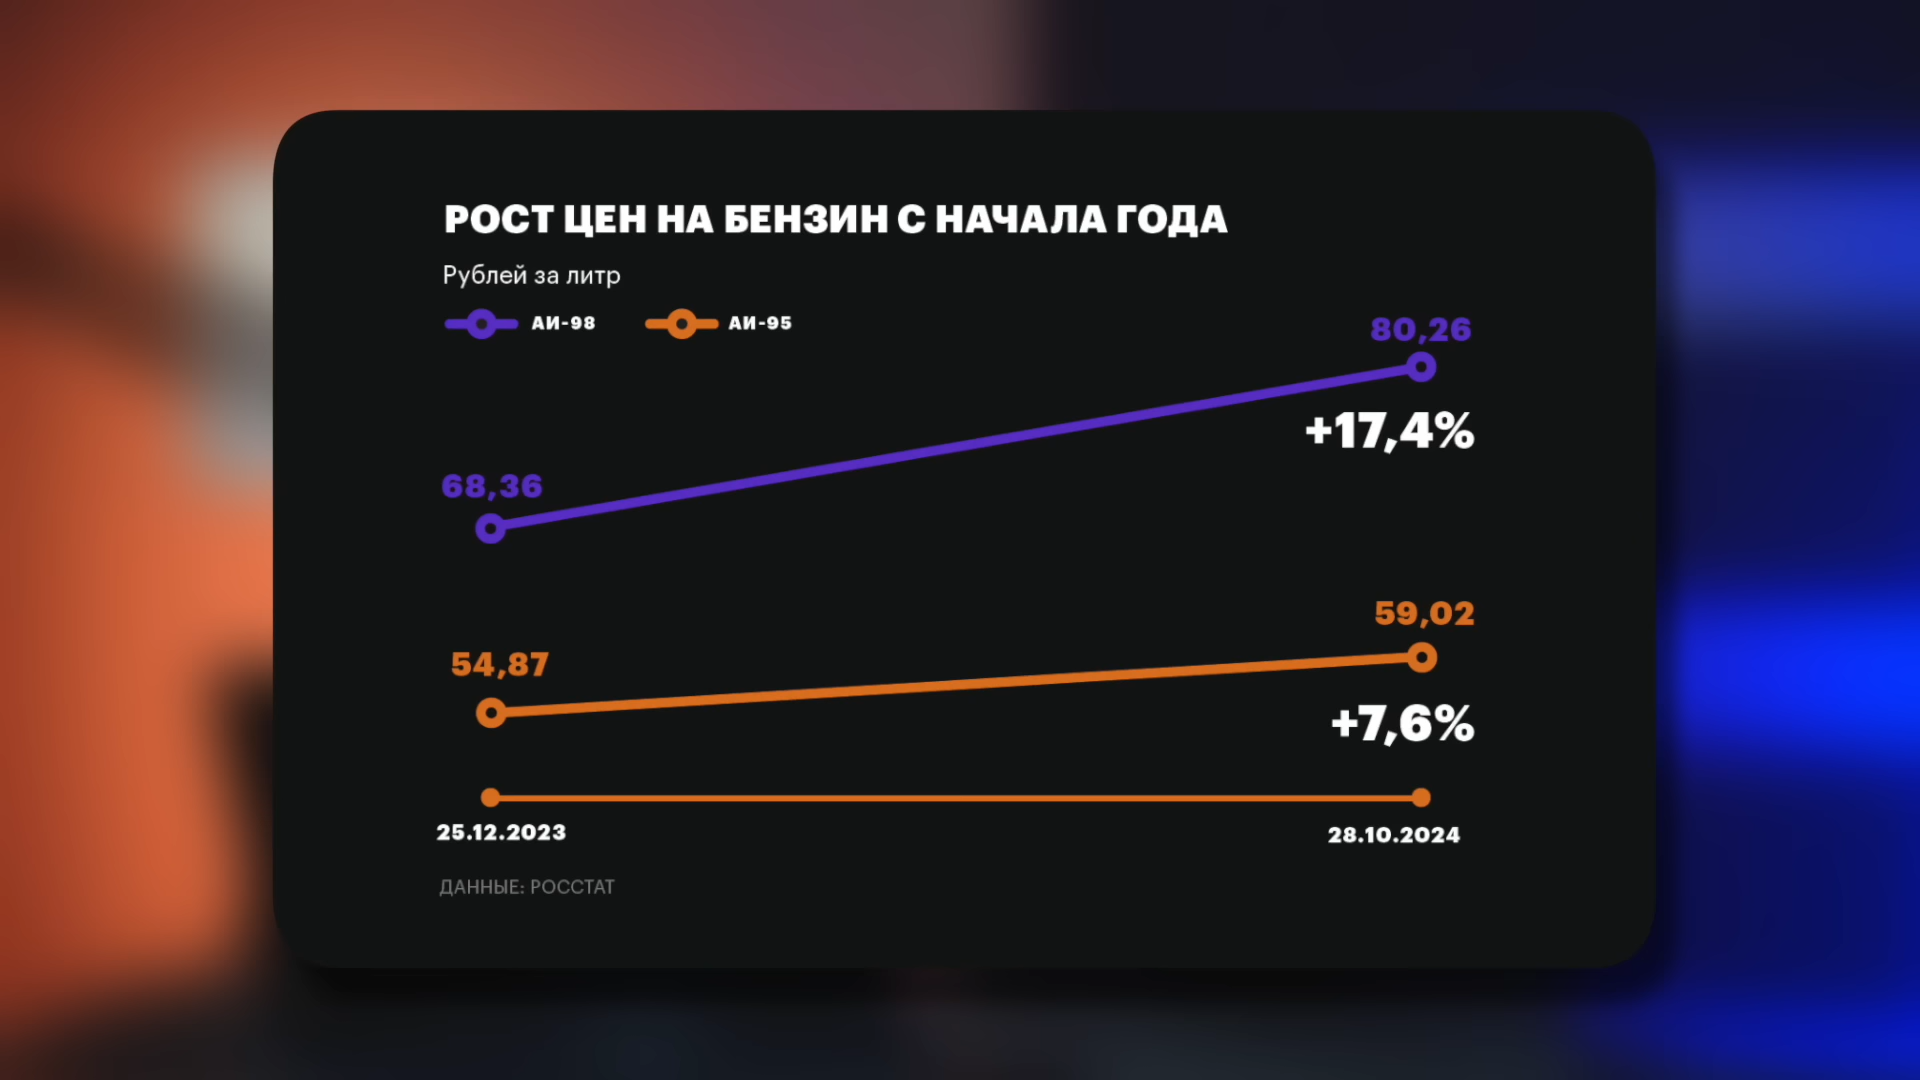 РОСТ ЦЕН НА БЕНЗИН С НАЧАЛА ГОДА
Рублей за литр
АИ-98 АИ-95
80,26
+17,4%
68,36
59,02
54,87
+7,6%
25.12.2023 28.10.2024
ДАННЫЕ: РОССТАТ